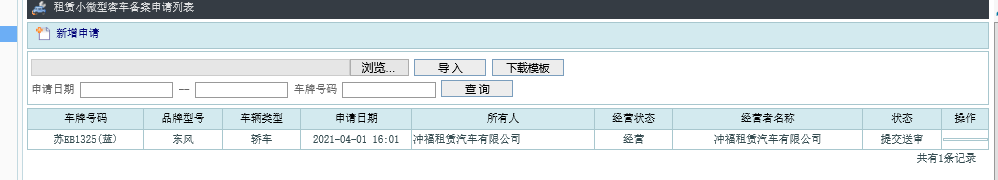 租赁小微型客车备案申请列表
新增申请
浏览... 导入 下载模板
申请日期 -- 车牌号码 查询
车牌号码 品牌型号 车辆类型 申请日期 所有人 经营状态 经营者名称 状态 操作
苏EB1325(蓝) 东风 轿车 2021-04-01 16:01 冲福租赁汽车有限公司 经营 冲福租赁汽车有限公司 提交送审
共有1条记录